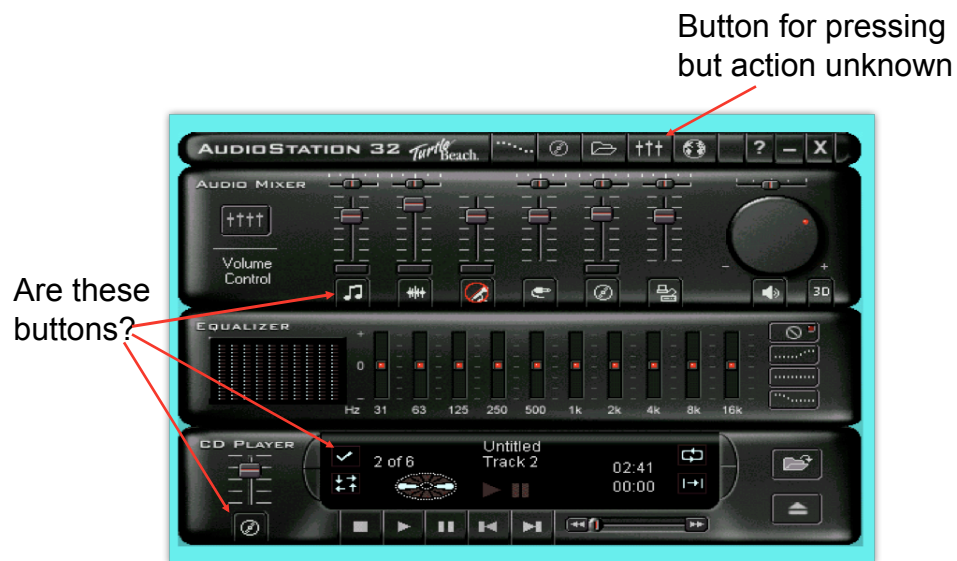 Button for pressing
but action unknown
AUDIOSTATION 32 Turtle Beach. ? – X
AUDIO MIXER
Volume
Control
- +
3D
Are these
buttons?
EQUALIZER
+
0
-
Hz 31 63 125 250 500 1k 2k 4k 8k 16k
CD PLAYER
Untitled
2 of 6 Track 2
02:41
00:00